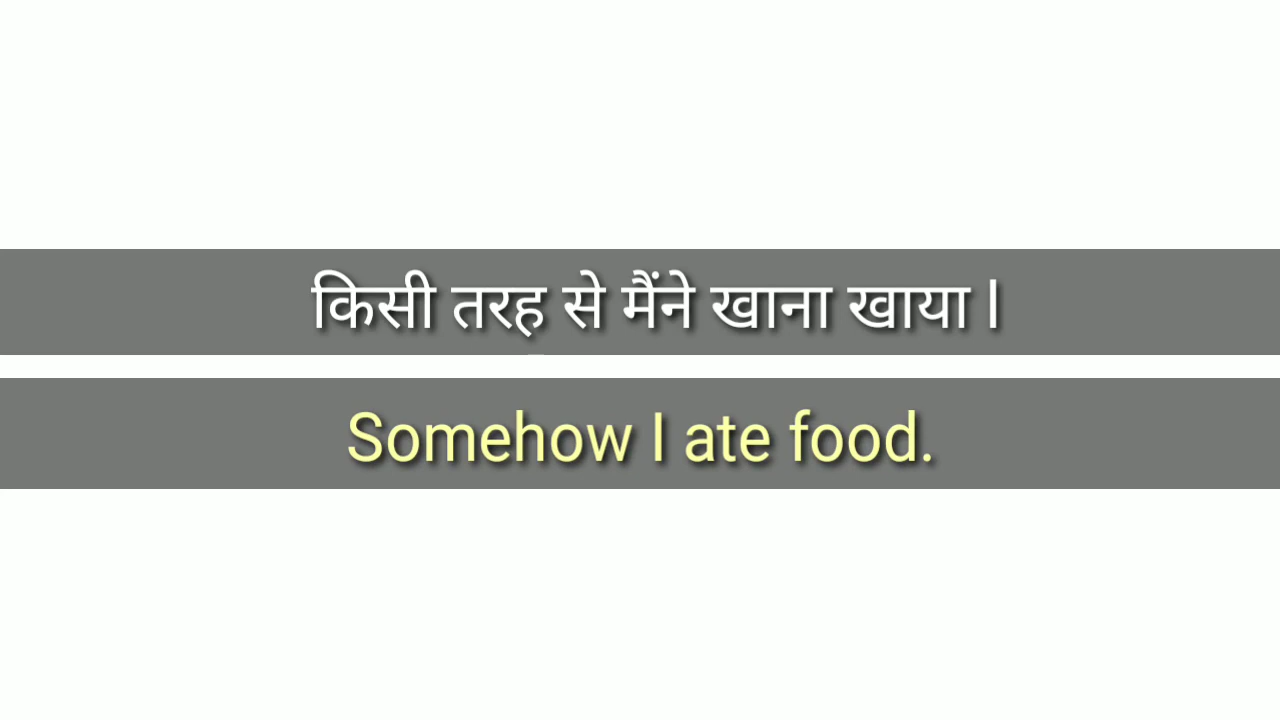 किसी तरह से मैंने खाना खाया l
Somehow I ate food.